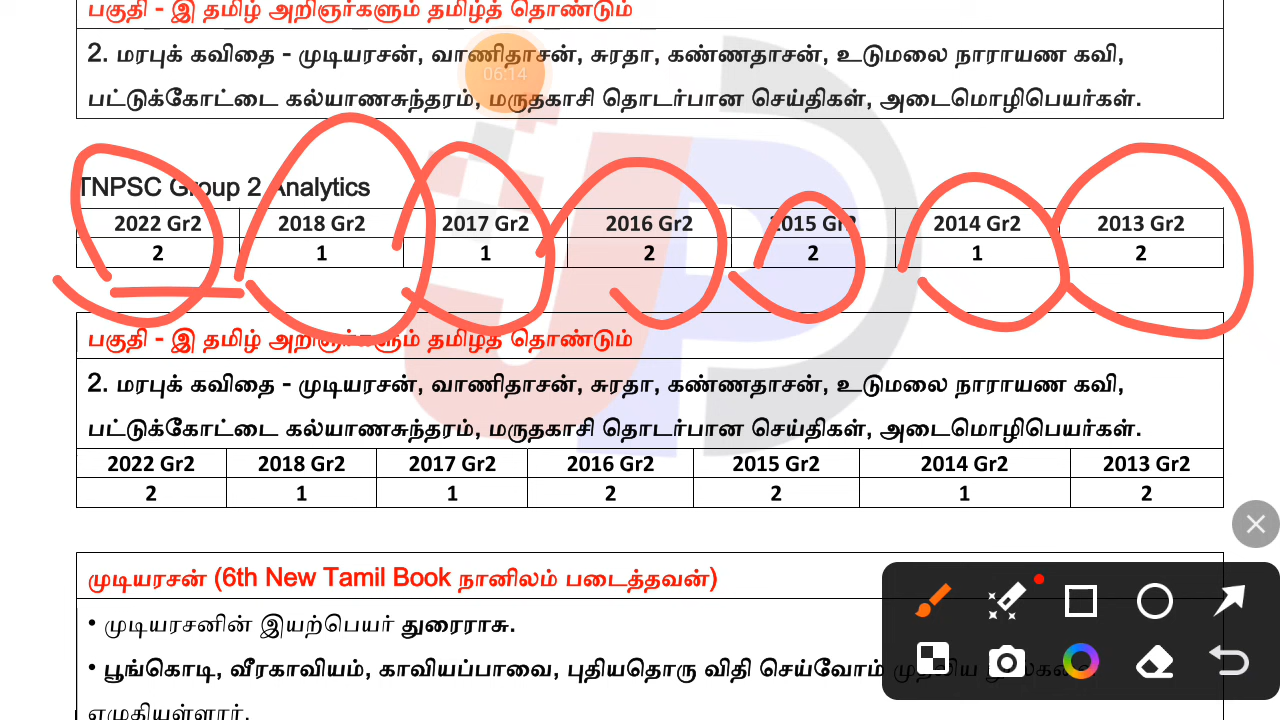 பகுதி - இ தமிழ் அறிஞர்களும் தமிழ்த் தொண்டும்
2. மரபுக் கவிதை - முடியரசன், வாணிதாசன், சுரதா, கண்ணதாசன், உடுமலை நாராயண கவி,
06:14
பட்டுக்கோட்டை கல்யாணசுந்தரம், மருதகாசி தொடர்பான செய்திகள், அடைமொழிபெயர்கள்.
TNPSC Group 2 Analytics
2022 Gr2 2018 Gr2 2017 Gr2 2016 Gr2 2015 Gr2 2014 Gr2 2013 Gr2
2 1 1 2 2 1 2
பகுதி - இ தமிழ் அறிஞர்களும் தமிழ்த் தொண்டும்
2. மரபுக் கவிதை - முடியரசன், வாணிதாசன், சுரதா, கண்ணதாசன், உடுமலை நாராயண கவி,
பட்டுக்கோட்டை கல்யாணசுந்தரம், மருதகாசி தொடர்பான செய்திகள், அடைமொழிபெயர்கள்.
2022 Gr2 2018 Gr2 2017 Gr2 2016 Gr2 2015 Gr2 2014 Gr2 2013 Gr2
2 1 1 2 2 1 2
முடியரசன் (6th New Tamil Book நானிலம் படைத்தவன்)
• முடியரசனின் இயற்பெயர் துரைராசு.
• பூங்கொடி, வீரகாவியம், காவியப்பாவை, புதியதொரு விதி செய்வோம்
எழுதியுள்ளார்.